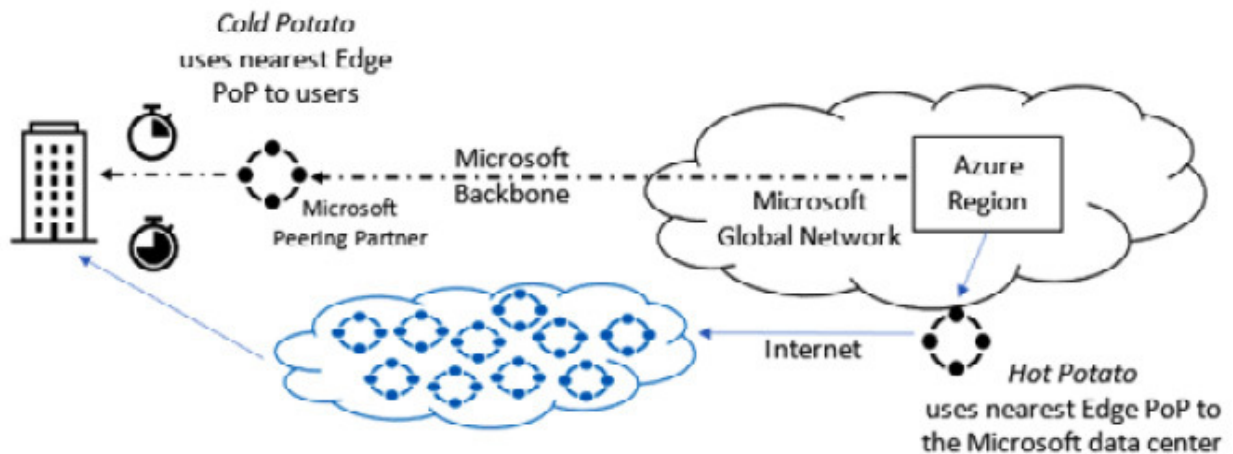 Cold Potato
uses nearest Edge
PoP to users
Microsoft
Backbone
Microsoft
Peering Partner
Microsoft
Global Network
Azure
Region
Internet
Hot Potato
uses nearest Edge PoP to
the Microsoft data center